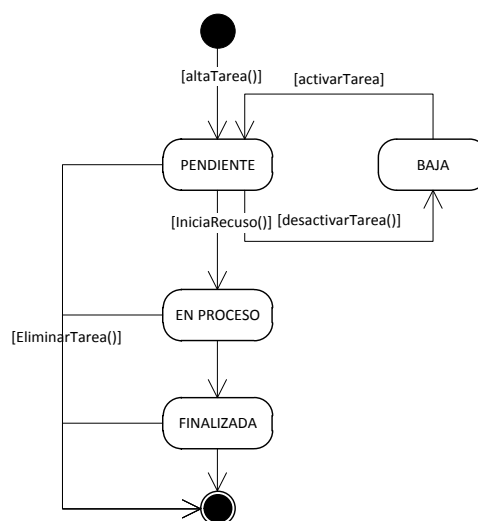 [altaTarea()]
[activarTarea]
PENDIENTE
BAJA
[IniciaRecuso()]
[desactivarTarea()]
EN PROCESO
[EliminarTarea()]
FINALIZADA